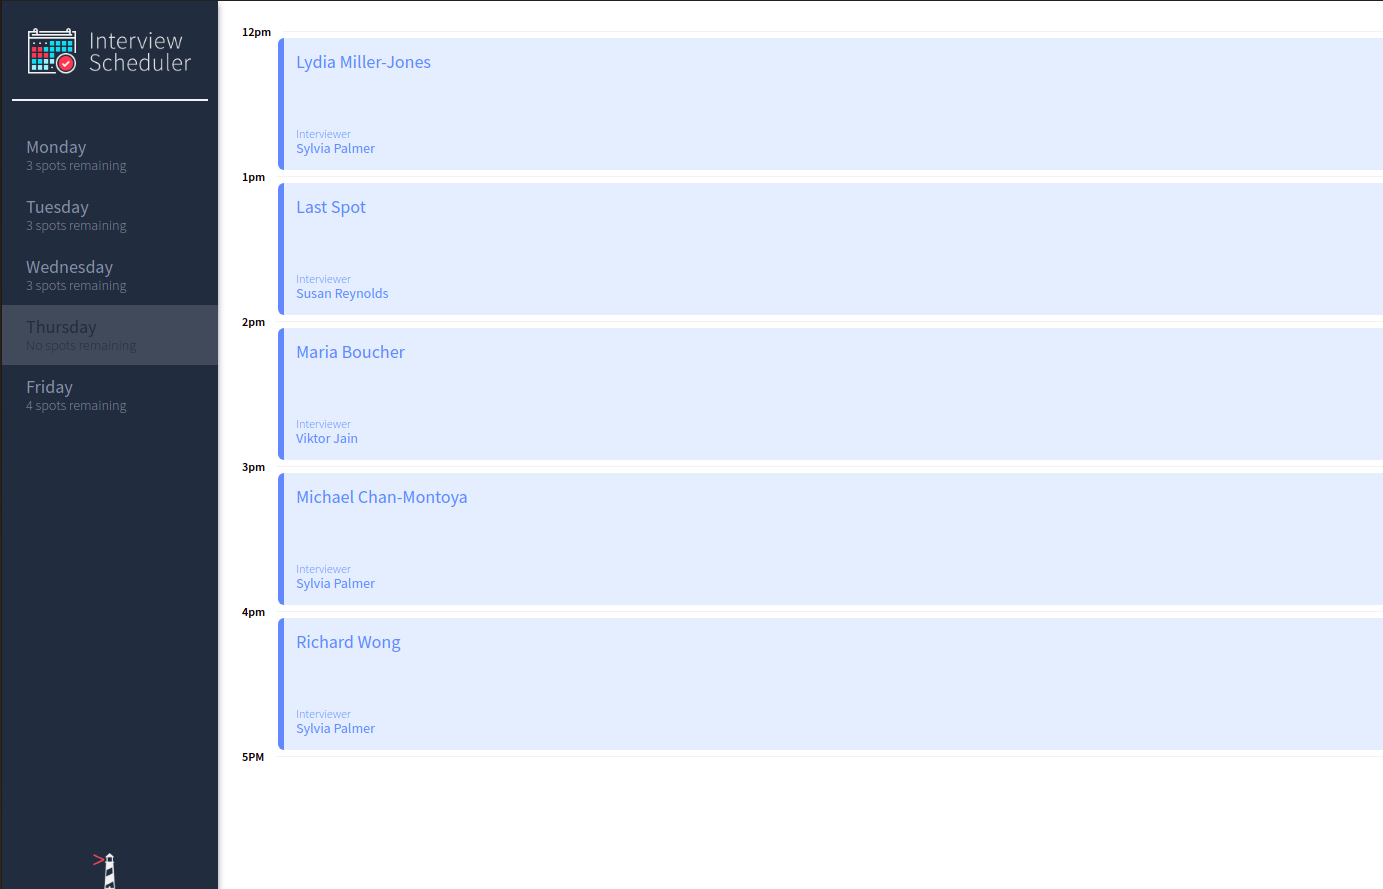 Interview
Scheduler
Monday
3 spots remaining
Tuesday
3 spots remaining
Wednesday
3 spots remaining
Thursday
No spots remaining
Friday
4 spots remaining
12pm
Lydia Miller-Jones
Interviewer
Sylvia Palmer
1pm
Last Spot
Interviewer
Susan Reynolds
2pm
Maria Boucher
Interviewer
Viktor Jain
3pm
Michael Chan-Montoya
Interviewer
Sylvia Palmer
4pm
Richard Wong
Interviewer
Sylvia Palmer
5PM